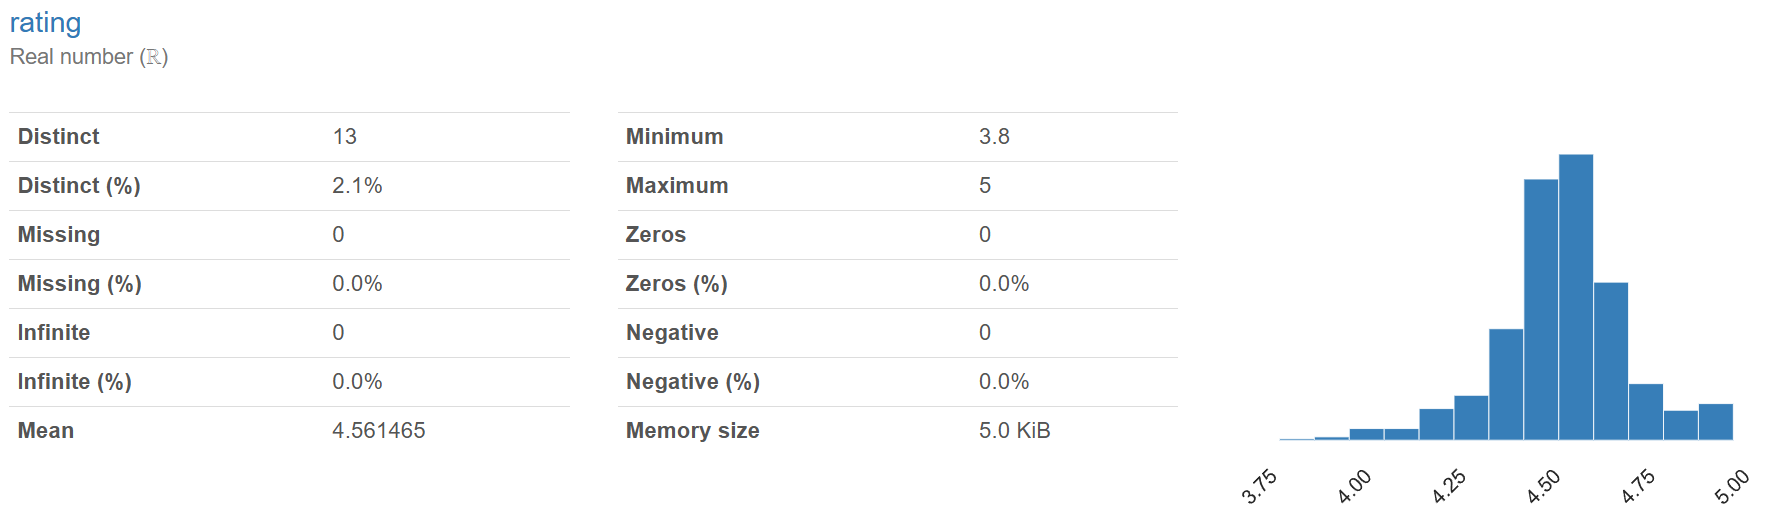 rating
Real number (ℝ)
Distinct 13
Distinct (%) 2.1%
Missing 0
Missing (%) 0.0%
Infinite 0
Infinite (%) 0.0%
Mean 4.561465
Minimum 3.8
Maximum 5
Zeros 0
Zeros (%) 0.0%
Negative 0
Negative (%) 0.0%
Memory size 5.0 KiB
3.75 4.00 4.25 4.50 4.75 5.00